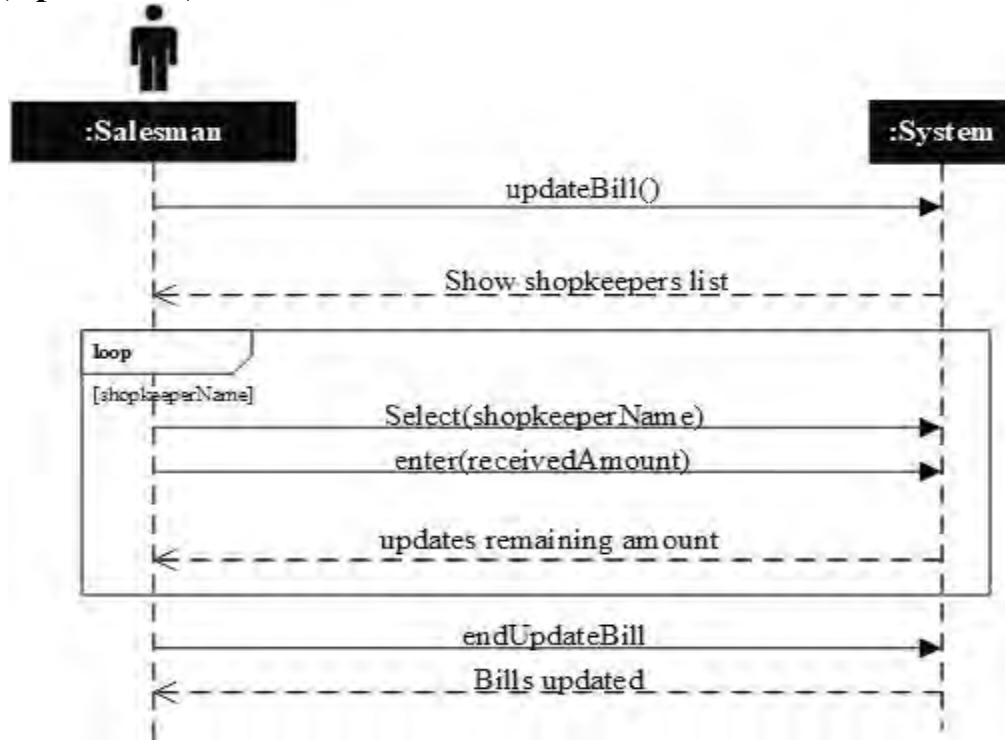 :Salesman
:System
updateBill()
Show shopkeepers list
loop
[shopkeeperName]
Select(shopkeeperName)
enter(receivedAmount)
updates remaining amount
endUpdateBill
Bills updated